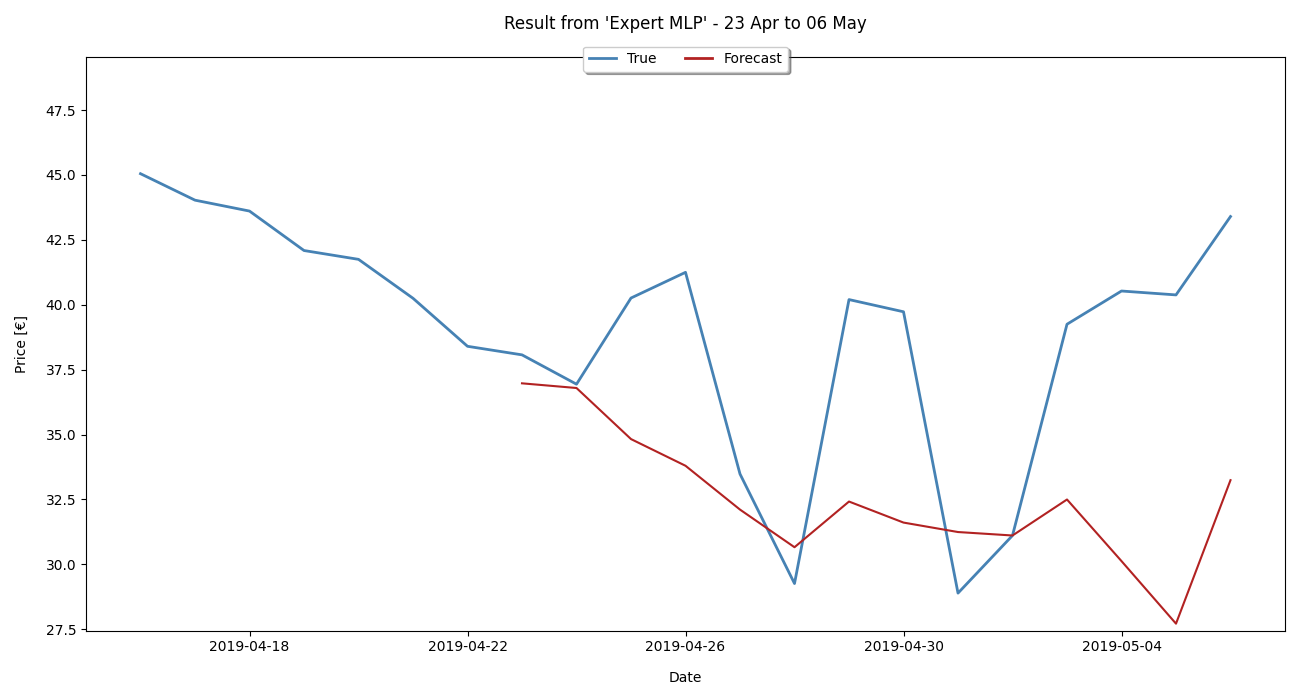 Result from 'Expert MLP' - 23 Apr to 06 May
True
Forecast
47.5
45.0
42.5
40.0
37.5
35.0
32.5
30.0
27.5
Price [€]
2019-04-18
2019-04-22
2019-04-26
2019-04-30
2019-05-04
Date